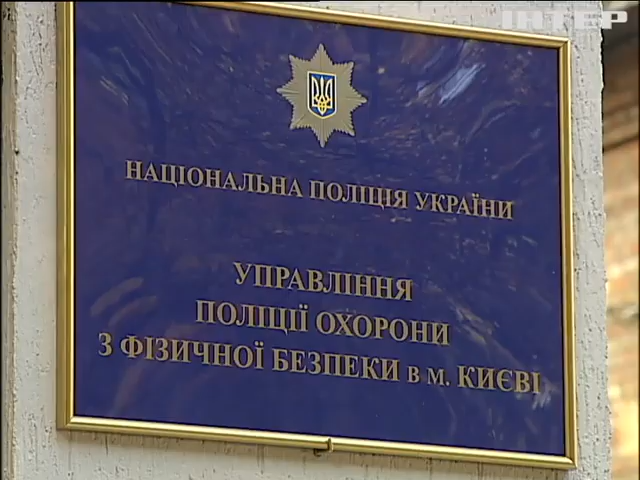 ІНТЕР
НАЦІОНАЛЬНА ПОЛІЦІЯ УКРАЇНИ
УПРАВЛІННЯ
ПОЛІЦІЇ ОХОРОНИ
З ФІЗИЧНОЇ БЕЗПЕКИ в м. КИЄВІ